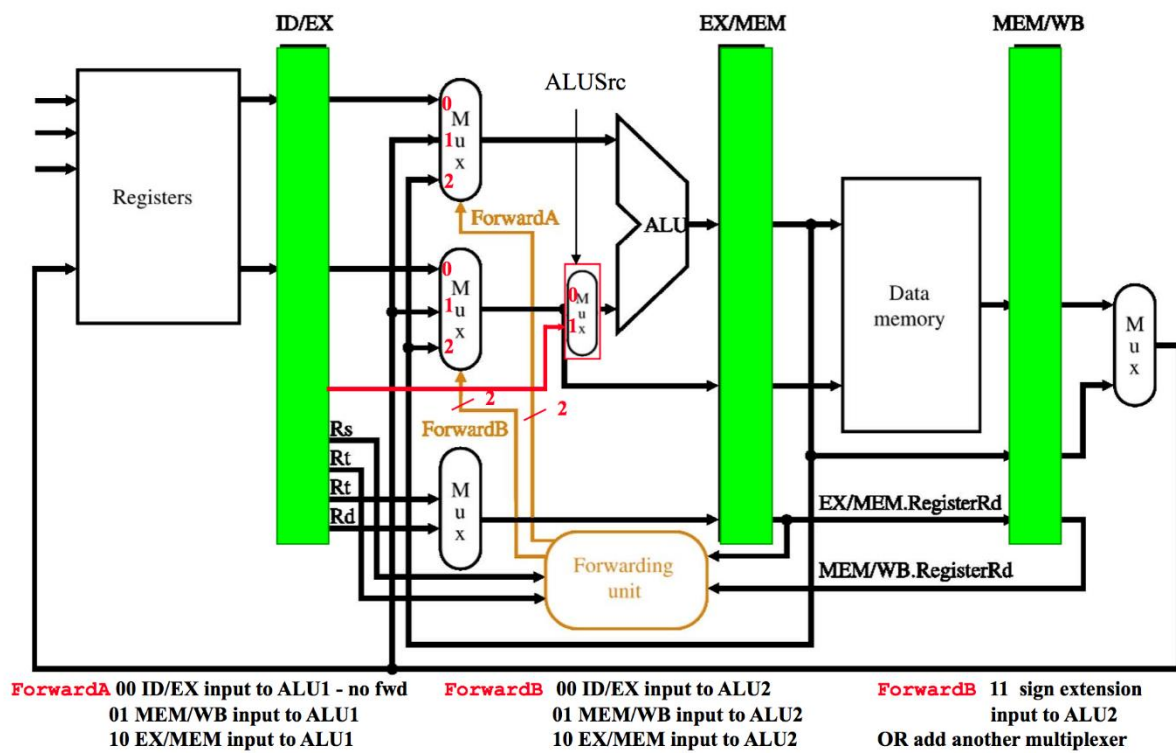 ID/EX
EX/MEM
MEM/WB
ALUSrc
0
M
1 u
x
2
Registers
ForwardA
ALU
0
M
1 u
x
2
0 M
u
1 x
Data
memory
M
u
x
2
2
ForwardB
Rs
Rt
Rt
Rd
M
u
x
EX/MEM.RegisterRd
Forwarding
unit
MEM/WB.RegisterRd
ForwardA 00 ID/EX input to ALU1 - no fwd
01 MEM/WB input to ALU1
10 EX/MEM input to ALU1
ForwardB 00 ID/EX input to ALU2
01 MEM/WB input to ALU2
10 EX/MEM input to ALU2
ForwardB 11 sign extension
input to ALU2
OR add another multiplexer